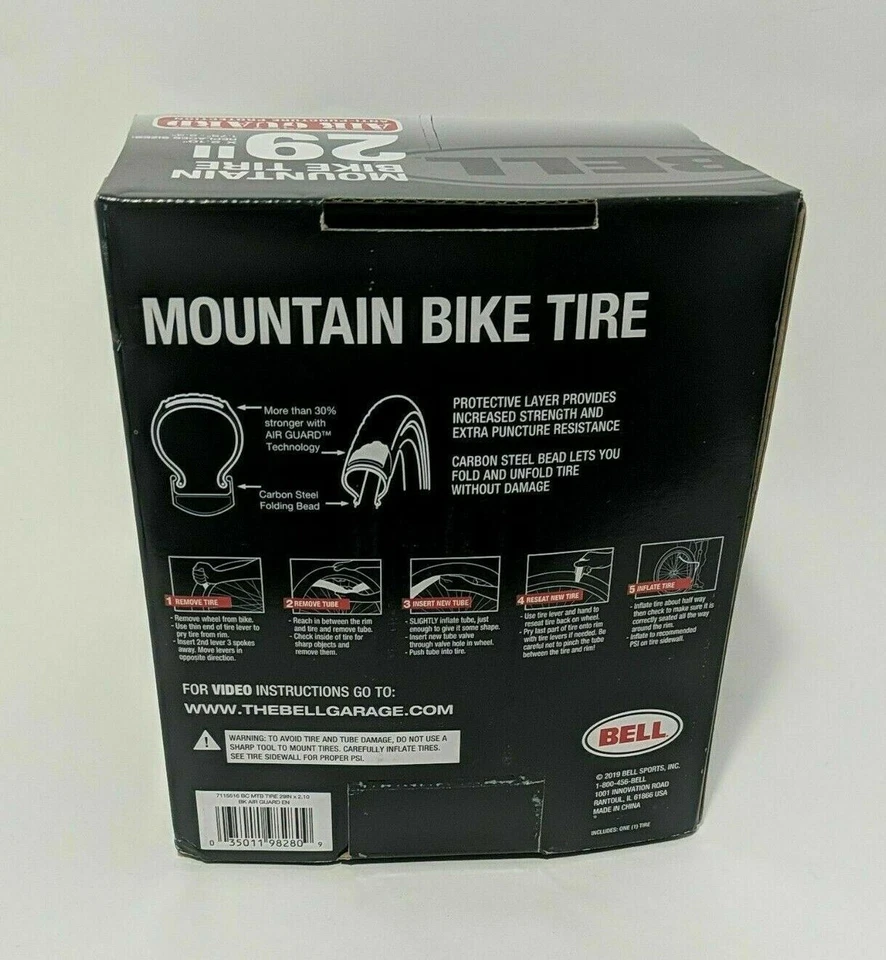 AIR GUARD
ANTI-PUNCTURE PROTECTION
29"
MOUNTAIN
BIKE TIRE
BELL
MOUNTAIN BIKE TIRE
More than 30%
stronger with
AIR GUARD™
Technology
Carbon Steel
Folding Bead
PROTECTIVE LAYER PROVIDES
INCREASED STRENGTH AND
EXTRA PUNCTURE RESISTANCE
CARBON STEEL BEAD LETS YOU
FOLD AND UNFOLD TIRE
WITHOUT DAMAGE
1 REMOVE TIRE
- Remove wheel from bike.
- Use thin end of tire lever to
pry tire from rim.
- Insert 2nd lever 3 spokes
away. Move levers in
opposite direction.
2 REMOVE TUBE
- Reach in between the rim
and tire and remove tube.
- Check inside of tire for
sharp objects and
remove them.
3 INSERT NEW TUBE
- SLIGHTLY inflate tube, just
enough to give it some shape.
- Insert new tube valve
through valve hole in wheel.
- Push tube into tire.
4 RESEAT NEW TIRE
- Use tire lever and hand to
reseat tire back on wheel.
Pry last part of tire onto rim
with tire levers if needed. Be
careful not to pinch the tube
between the tire and rim!
5 INFLATE TIRE
- Inflate tire about half way
then check to make sure it is
correctly seated all the way
around the rim.
- Inflate to recommended
PSI on tire sidewall.
FOR VIDEO INSTRUCTIONS GO TO:
WWW.THEBELLGARAGE.COM
WARNING: TO AVOID TIRE AND TUBE DAMAGE, DO NOT USE A
SHARP TOOL TO MOUNT TIRES. CAREFULLY INFLATE TIRES.
SEE TIRE SIDEWALL FOR PROPER PSI.
BELL
© 2019 BELL SPORTS, INC.
1-800-456-BELL
1001 INNOVATION ROAD
RANTOUL, IL 61866 USA
MADE IN CHINA
INCLUDES: ONE (1) TIRE
7115516 BC MTB TIRE 29IN x 2.10
BK AIR GUARD EN
0 35011 98280 9